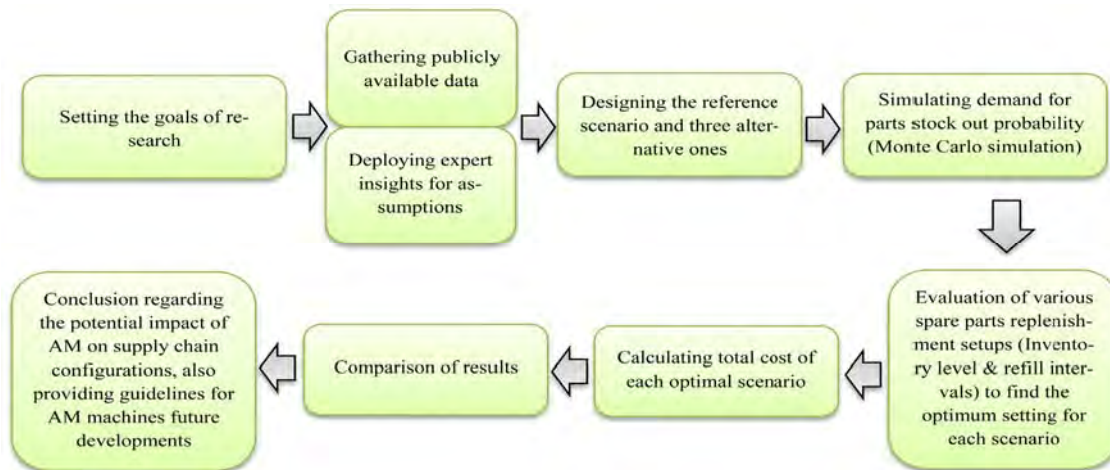 Setting the goals of re-
search
Gathering publicly
available data
Deploying expert
insights for as-
sumptions
Designing the reference
scenario and three alter-
native ones
Simulating demand for
parts stock out probability
(Monte Carlo simulation)
Evaluation of various
spare parts replenish-
ment setups (Invento-
ry level & refill inter-
vals) to find the
optimum setting for
each scenario
Calculating total cost of
each optimal scenario
Comparison of results
Conclusion regarding
the potential impact of
AM on supply chain
configurations, also
providing guidelines for
AM machines future
developments